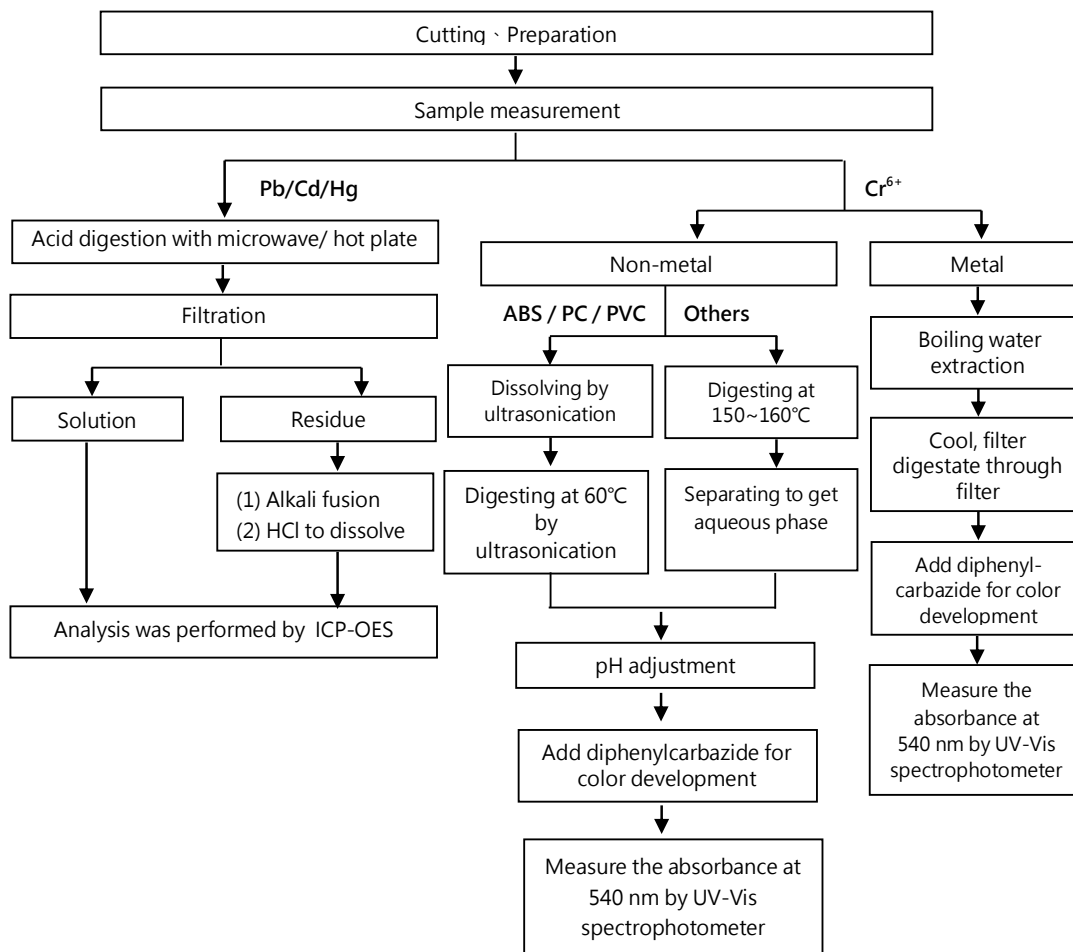 Cutting、Preparation
Sample measurement
Pb/Cd/Hg
Acid digestion with microwave/ hot plate
Filtration
Solution
Residue
(1) Alkali fusion
(2) HCl to dissolve
Analysis was performed by ICP-OES
Cr⁶⁺
Non-metal
ABS / PC / PVC
Dissolving by
ultrasonication
Digesting at 60℃
by
ultrasonication
Others
Digesting at
150~160℃
Separating to get
aqueous phase
pH adjustment
Add diphenylcarbazide for
color development
Measure the absorbance at
540 nm by UV-Vis
spectrophotometer
Metal
Boiling water
extraction
Cool, filter
digestate through
filter
Add diphenyl-
carbazide for color
development
Measure the
absorbance at
540 nm by UV-Vis
spectrophotometer